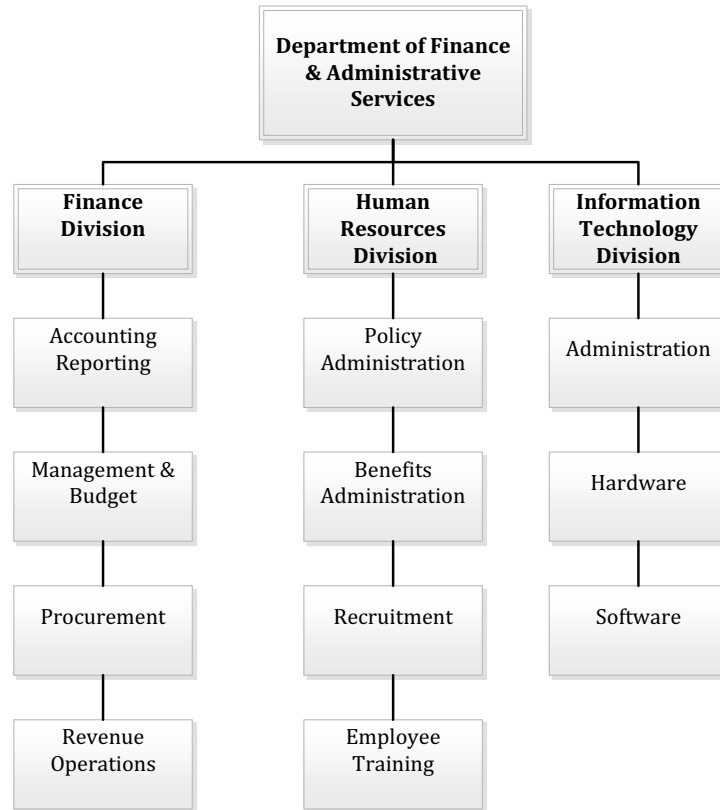 Department of Finance
& Administrative
Services
Finance
Division
Human
Resources
Division
Information
Technology
Division
Accounting
Reporting
Policy
Administration
Administration
Management &
Budget
Benefits
Administration
Hardware
Procurement
Recruitment
Software
Revenue
Operations
Employee
Training